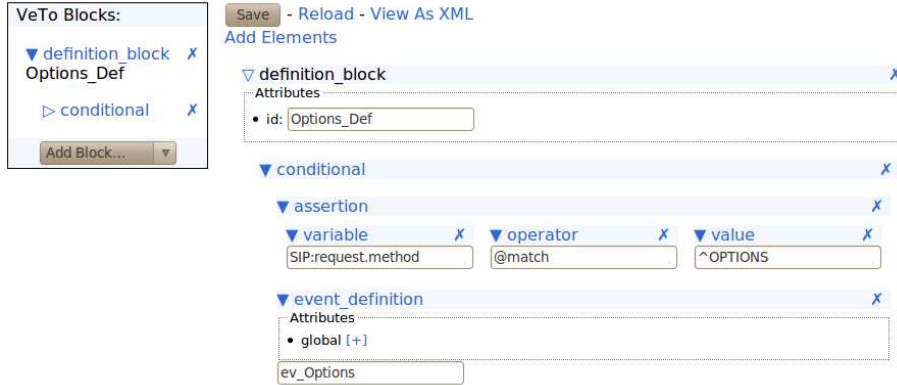 VeTo Blocks:
▼ definition_block ✗
Options_Def
▷ conditional ✗
Add Block... ▼
Save - Reload - View As XML
Add Elements
▽ definition_block ✗
Attributes
• id: Options_Def
▼ conditional ✗
▼ assertion ✗
▼ variable ✗ ▼ operator ✗ ▼ value ✗
SIP:request.method @match ^OPTIONS
▼ event_definition ✗
Attributes
• global [+]
ev_Options